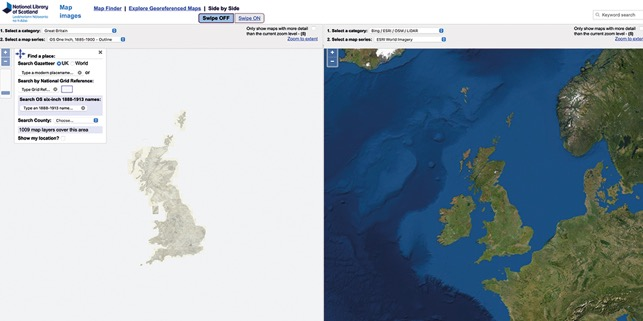 National Library
of Scotland
Leabharlann Nàiseanta
na h-Alba
Map
images
Map Finder | Explore Georeferenced Maps | Side by Side
Swipe OFF Swipe ON
Keyword search
1. Select a category: Great Britain
2. Select a map series: OS One Inch, 1885-1900 - Outline
Only show maps with more detail
than the current zoom level - (5)
Zoom to extent
1. Select a category: Bing / ESRI / OSM / LiDAR
2. Select a map series: ESRI World Imagery
Only show maps with more de
than the current zoom level - (5)
Zoom to exten
Find a place:
Search Gazetteer UK World
Type a modern placename... or
Search by National Grid Reference:
Type Grid Ref...
Search OS six-inch 1888-1913 names:
Type an 1888-1913 name...
Search County: Choose...
1009 map layers cover this area
Show my location?